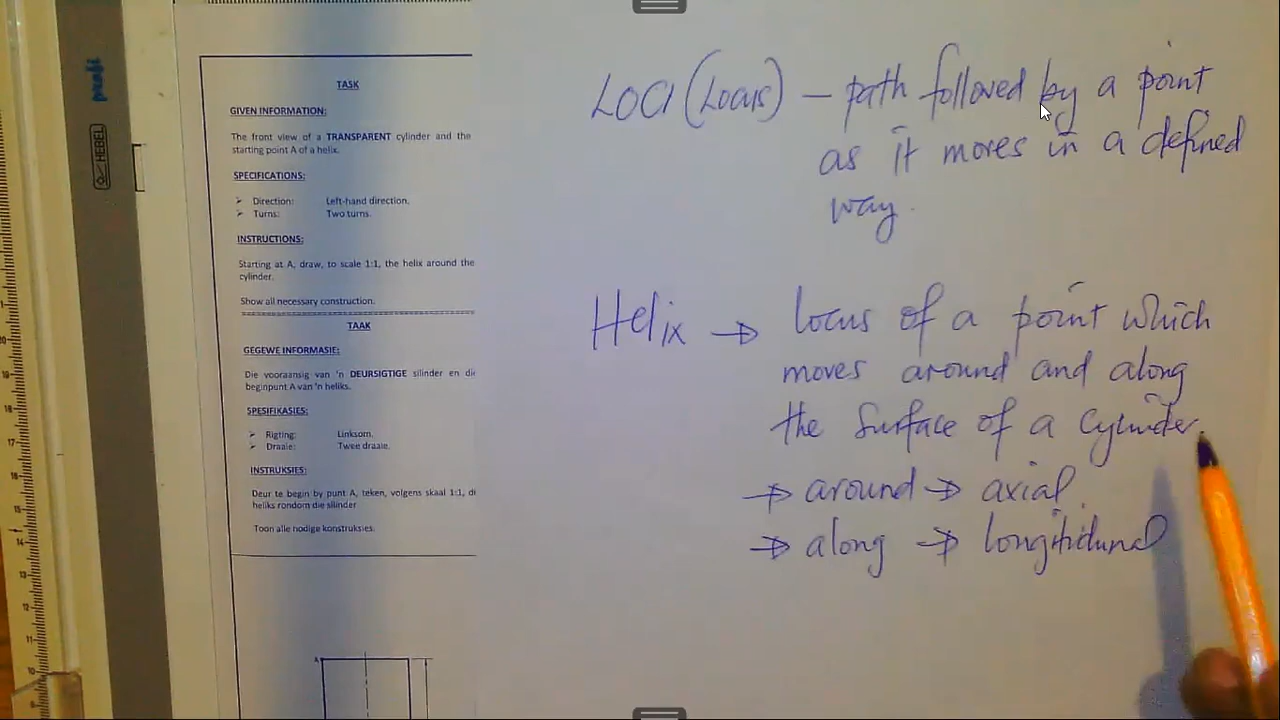 TASK
GIVEN INFORMATION:
The front view of a TRANSPARENT cylinder and the
starting point A of a helix.
SPECIFICATIONS:
➢ Direction: Left-hand direction.
➢ Turns: Two turns.
INSTRUCTIONS:
Starting at A, draw, to scale 1:1, the helix around the
cylinder.
Show all necessary construction.
TAAK
GEGEWE INFORMASIE:
Die vooraansig van 'n DEURSIGTIGE silinder en die
beginpunt A van 'n heliks.
SPESIFIKASIES:
➢ Rigting: Linksom.
➢ Draaie: Twee draaie.
INSTRUKSIES:
Deur te begin by punt A, teken, volgens skaal 1:1, di
heliks rondom die silinder
Toon alle nodige konstruksies.
A
HEBEL
profi
LOCI (Locus) – path followed by a point
as it moves in a defined
way.
Helix → locus of a point which
moves around and along
the surface of a cylinder.
→ around → axial.
→ along → longitidunal